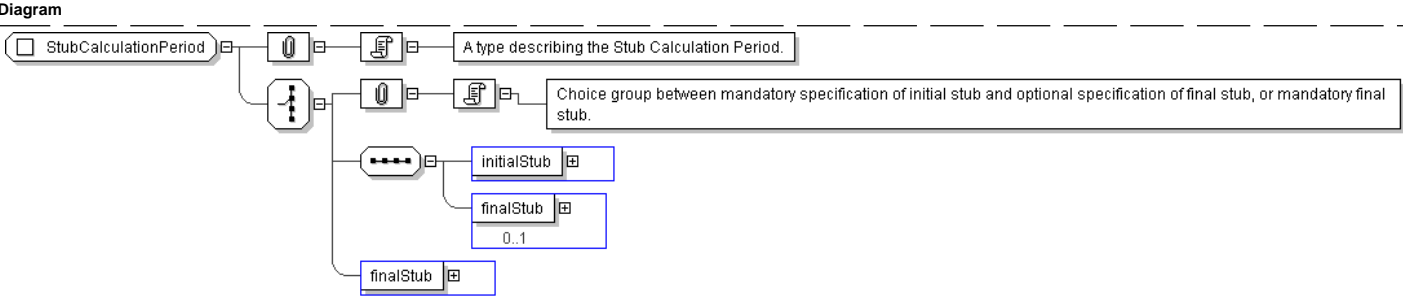 Diagram
StubCalculationPeriod
A type describing the Stub Calculation Period.
Choice group between mandatory specification of initial stub and optional specification of final stub, or mandatory final
stub.
initialStub
finalStub
0..1
finalStub